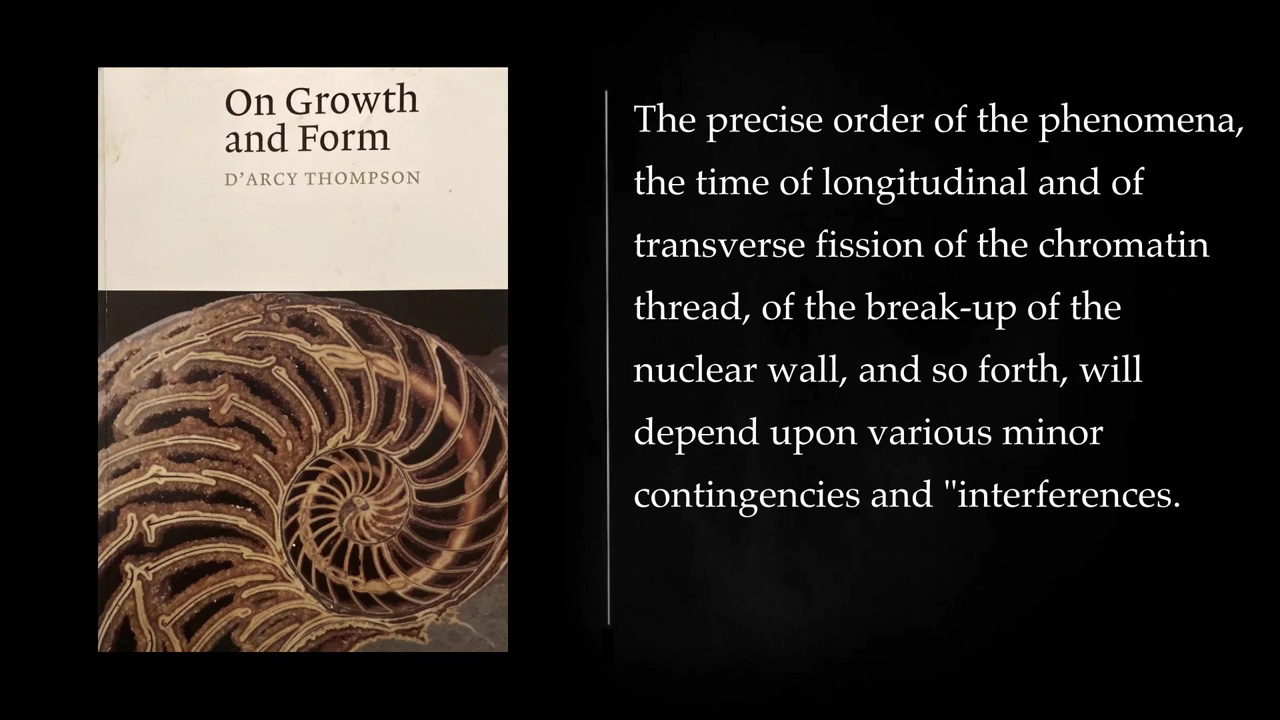 On Growth
and Form
D'ARCY THOMPSON
The precise order of the phenomena,
the time of longitudinal and of
transverse fission of the chromatin
thread, of the break-up of the
nuclear wall, and so forth, will
depend upon various minor
contingencies and "interferences.